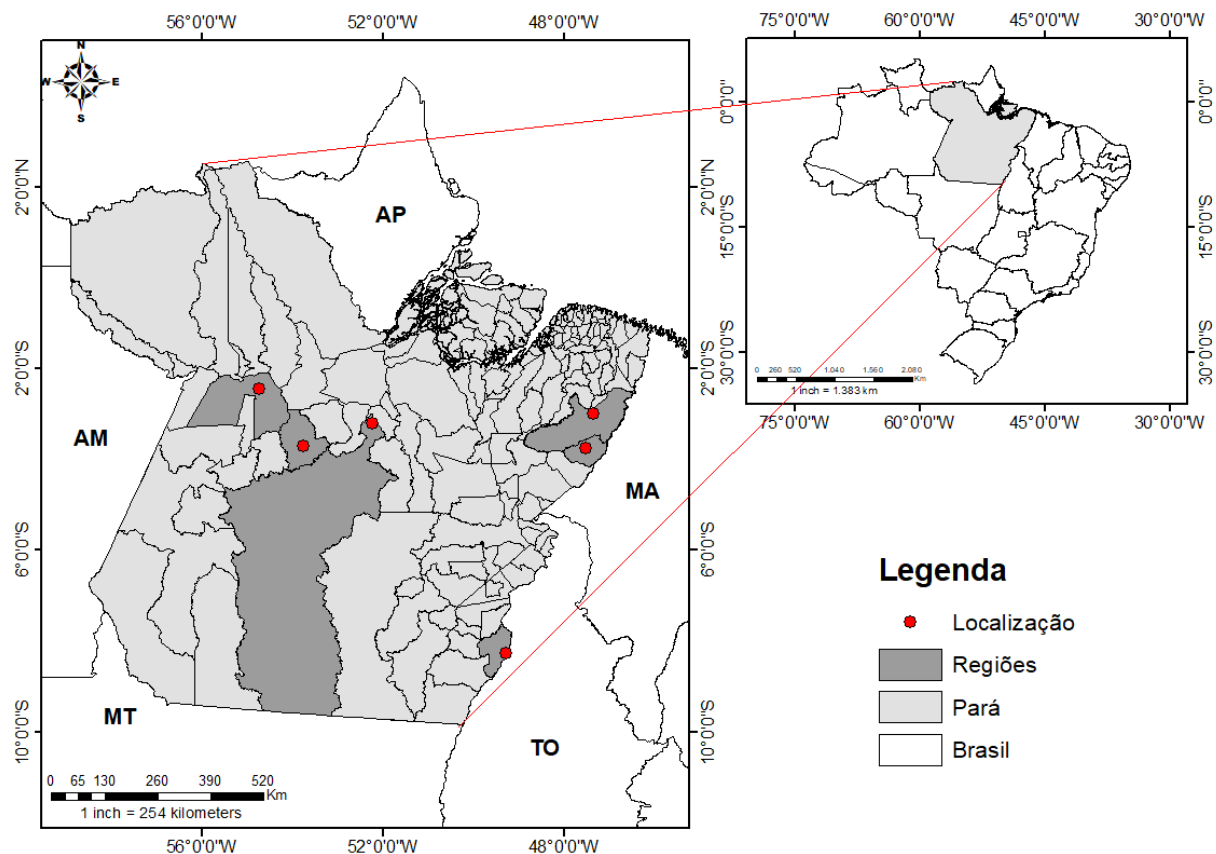 56°0'0"W 52°0'0"W 48°0'0"W
75°0'0"W 60°0'0"W 45°0'0"W 30°0'0"W
N
W E
S
2°0'0"N 2°0'0"N
2°0'0"S 2°0'0"S
6°0'0"S 6°0'0"S
10°0'0"S 10°0'0"S
AP
AM
MA
MT
TO
0 65 130 260 390 520
Km
1 inch = 254 kilometers
56°0'0"W 52°0'0"W 48°0'0"W
0°0'0" 0°0'0"
15°0'0"S 15°0'0"S
30°0'0"S 30°0'0"S
0 260 520 1.040 1.560 2.080
Km
1 inch = 1.383 km
75°0'0"W 60°0'0"W 45°0'0"W 30°0'0"W
Legenda
Localização
Regiões
Pará
Brasil